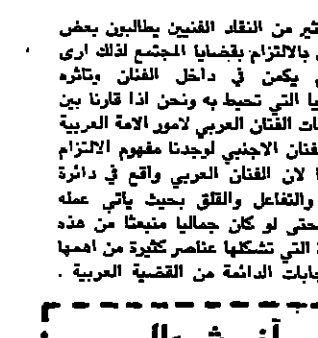 ثير من النقاد الفنيين يطالبون بعض
بالالتزام بقضايا المجتمع لذلك ارى
يكمن في داخل الفنان وتاثره
يا التي تحيط به ونحن اذا قارنا بين
ات الفنان العربي لامور الامة العربية
فنان الاجنبي لوجدنا مفهوم الالتزام
لان الفنان العربي واقع في دائرة
والتفاعل والقلق بحيث ياتي عمله
حتى لو كان جماليا منبعثا من هذه
التي تشكلها عناصر كثيرة من اهمها
جابات الدائمة من القضية العربية .